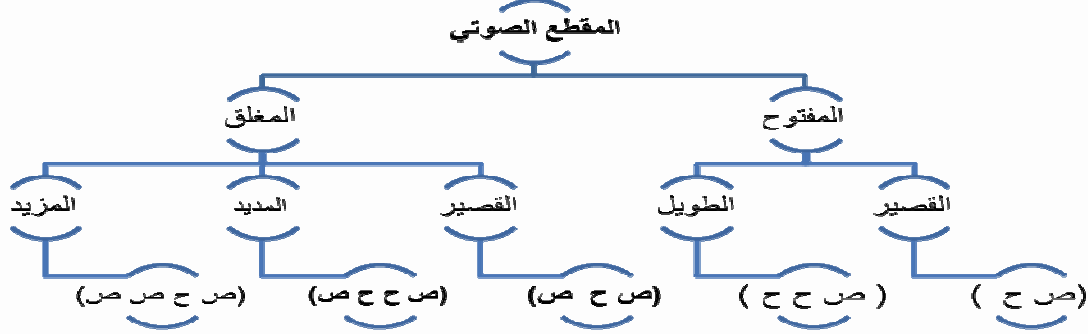 المقطع الصوتي
المفتوح
المغلق
القصير
الطويل
القصير
المديد
المزيد
(ص ح )
( ص ح ح )
(ص ح ص)
(ص ح ح ص)
(ص ح ص ص)